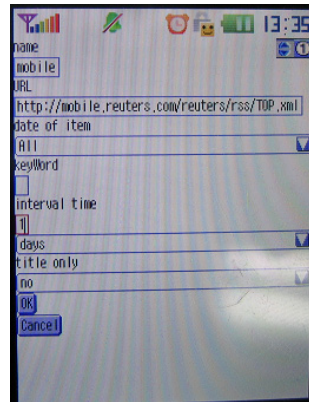 13:35
name
mobile
URL
http://mobile.reuters.com/reuters/rss/TOP.xml
date of item
All
keyWord
interval time
1
days
title only
no
OK
Cancel